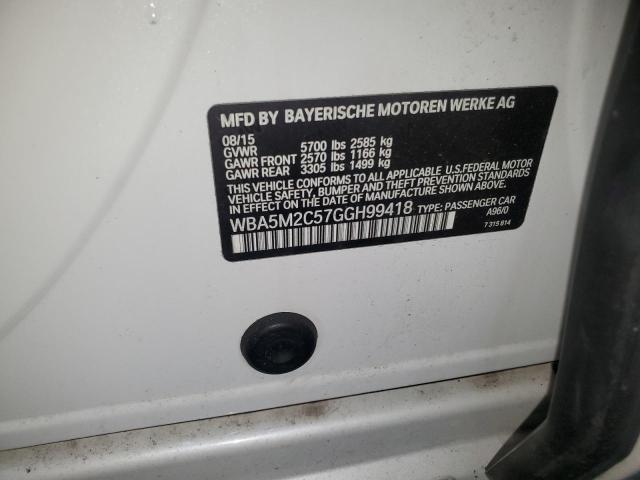 MFD BY BAYERISCHE MOTOREN WERKE AG
08/15
GVWR 5700 lbs 2585 kg
GAWR FRONT 2570 lbs 1166 kg
GAWR REAR 3305 lbs 1499 kg
THIS VEHICLE CONFORMS TO ALL APPLICABLE U.S.FEDERAL MOTOR
VEHICLE SAFETY, BUMPER AND THEFT PREVENTION STANDARDS
IN EFFECT ON THE DATE OF MANUFACTURE SHOWN ABOVE.
WBA5M2C57GGH99418 TYPE: PASSENGER CAR
A96/0
7 315 814